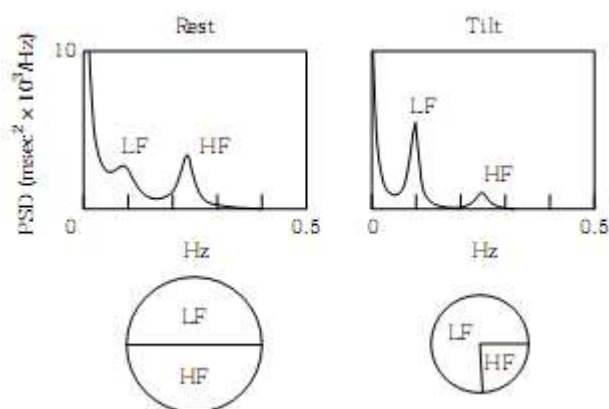 Rest Tilt
10
PSD (msec² × 10³/Hz)
LF HF
LF
HF
0 0.5 0 0.5
Hz Hz
LF
HF
LF
HF